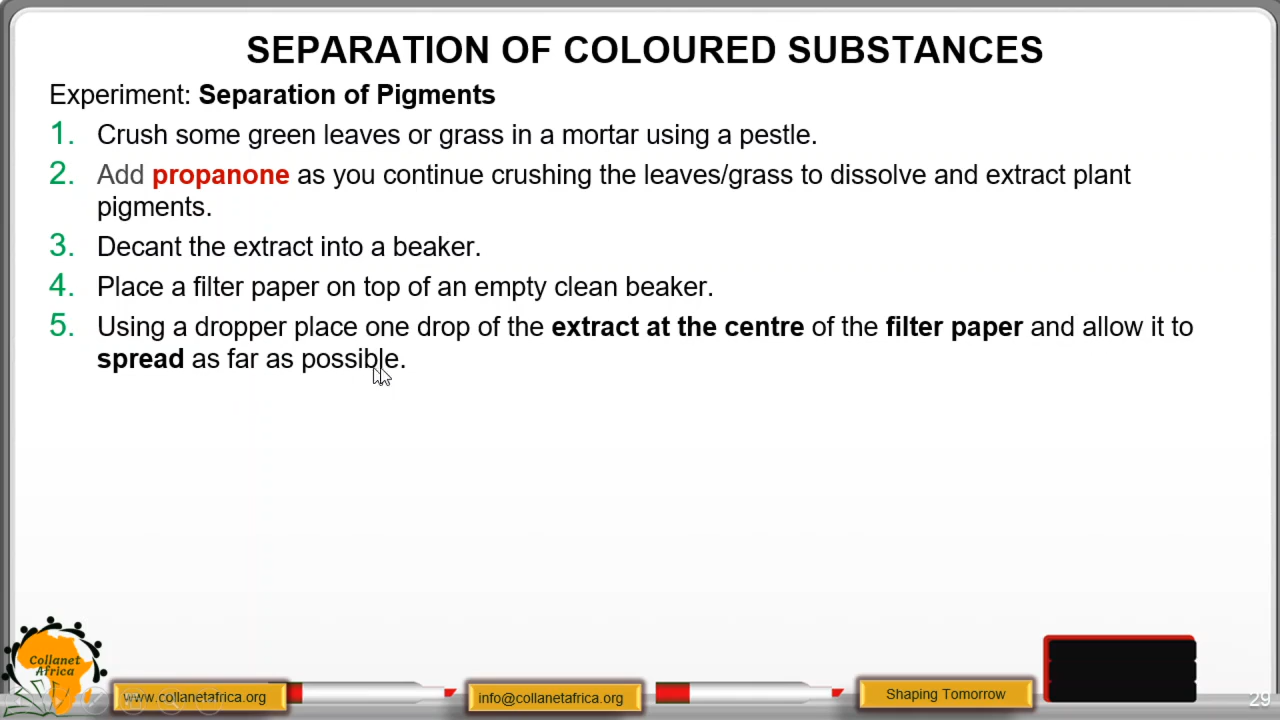 SEPARATION OF COLOURED SUBSTANCES
Experiment: Separation of Pigments
1. Crush some green leaves or grass in a mortar using a pestle.
2. Add propanone as you continue crushing the leaves/grass to dissolve and extract plant
pigments.
3. Decant the extract into a beaker.
4. Place a filter paper on top of an empty clean beaker.
5. Using a dropper place one drop of the extract at the centre of the filter paper and allow it to
spread as far as possible.
Collanet
Africa
www.collanetafrica.org
info@collanetafrica.org
Shaping Tomorrow
29